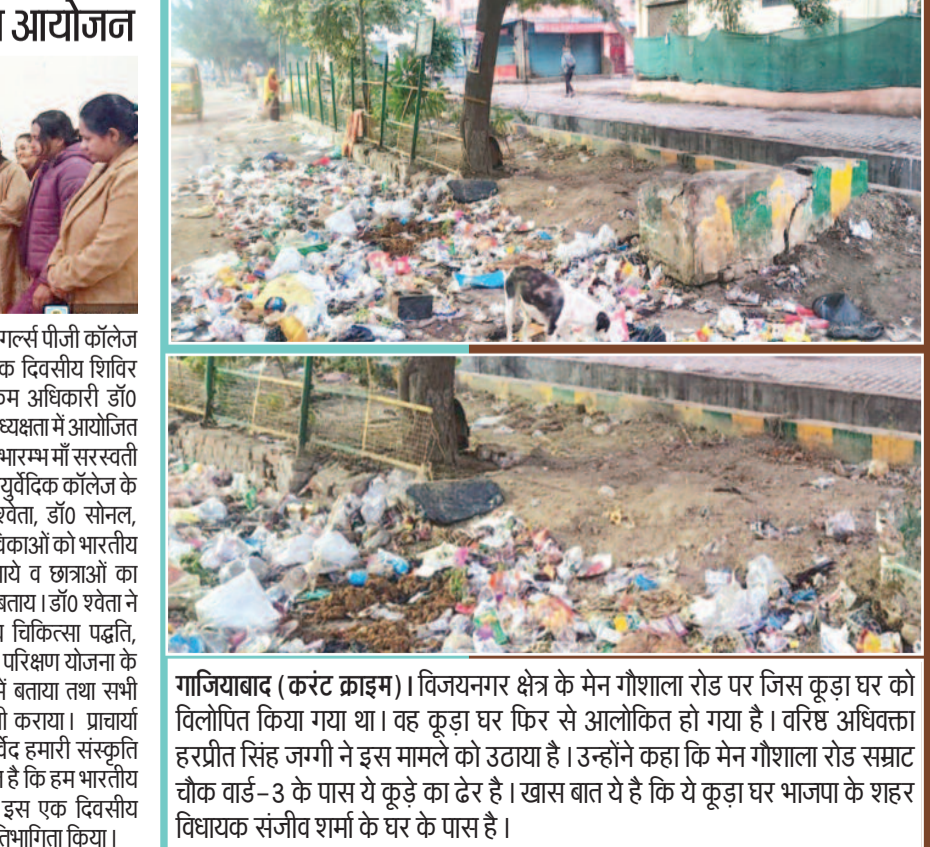 आयोजन
गर्ल्स पीजी कॉलेज
दिवसीय शिविर
अधिकारी डॉ0
में आयोजित
माँ सरस्वती
कॉलेज के
श्वेता, डॉ0 सोनल,
को भारतीय
व छात्राओं का
बताय। डॉ0 श्वेता ने
चिकित्सा पद्धति,
परिक्षण योजना के
में बताया तथा सभी
कराया। प्राचार्या
हमारी संस्कृति
है कि हम भारतीय
इस एक दिवसीय
किया।
गाजियाबाद (करंट क्राइम)। विजयनगर क्षेत्र के मेन गौशाला रोड पर जिस कूड़ा घर को
विलोपित किया गया था। वह कूड़ा घर फिर से आलोकित हो गया है। वरिष्ठ अधिवक्ता
हरप्रीत सिंह जग्गी ने इस मामले को उठाया है। उन्होंने कहा कि मेन गौशाला रोड सम्राट
चौक वार्ड-3 के पास ये कूड़े का ढेर है। खास बात ये है कि ये कूड़ा घर भाजपा के शहर
विधायक संजीव शर्मा के घर के पास है।